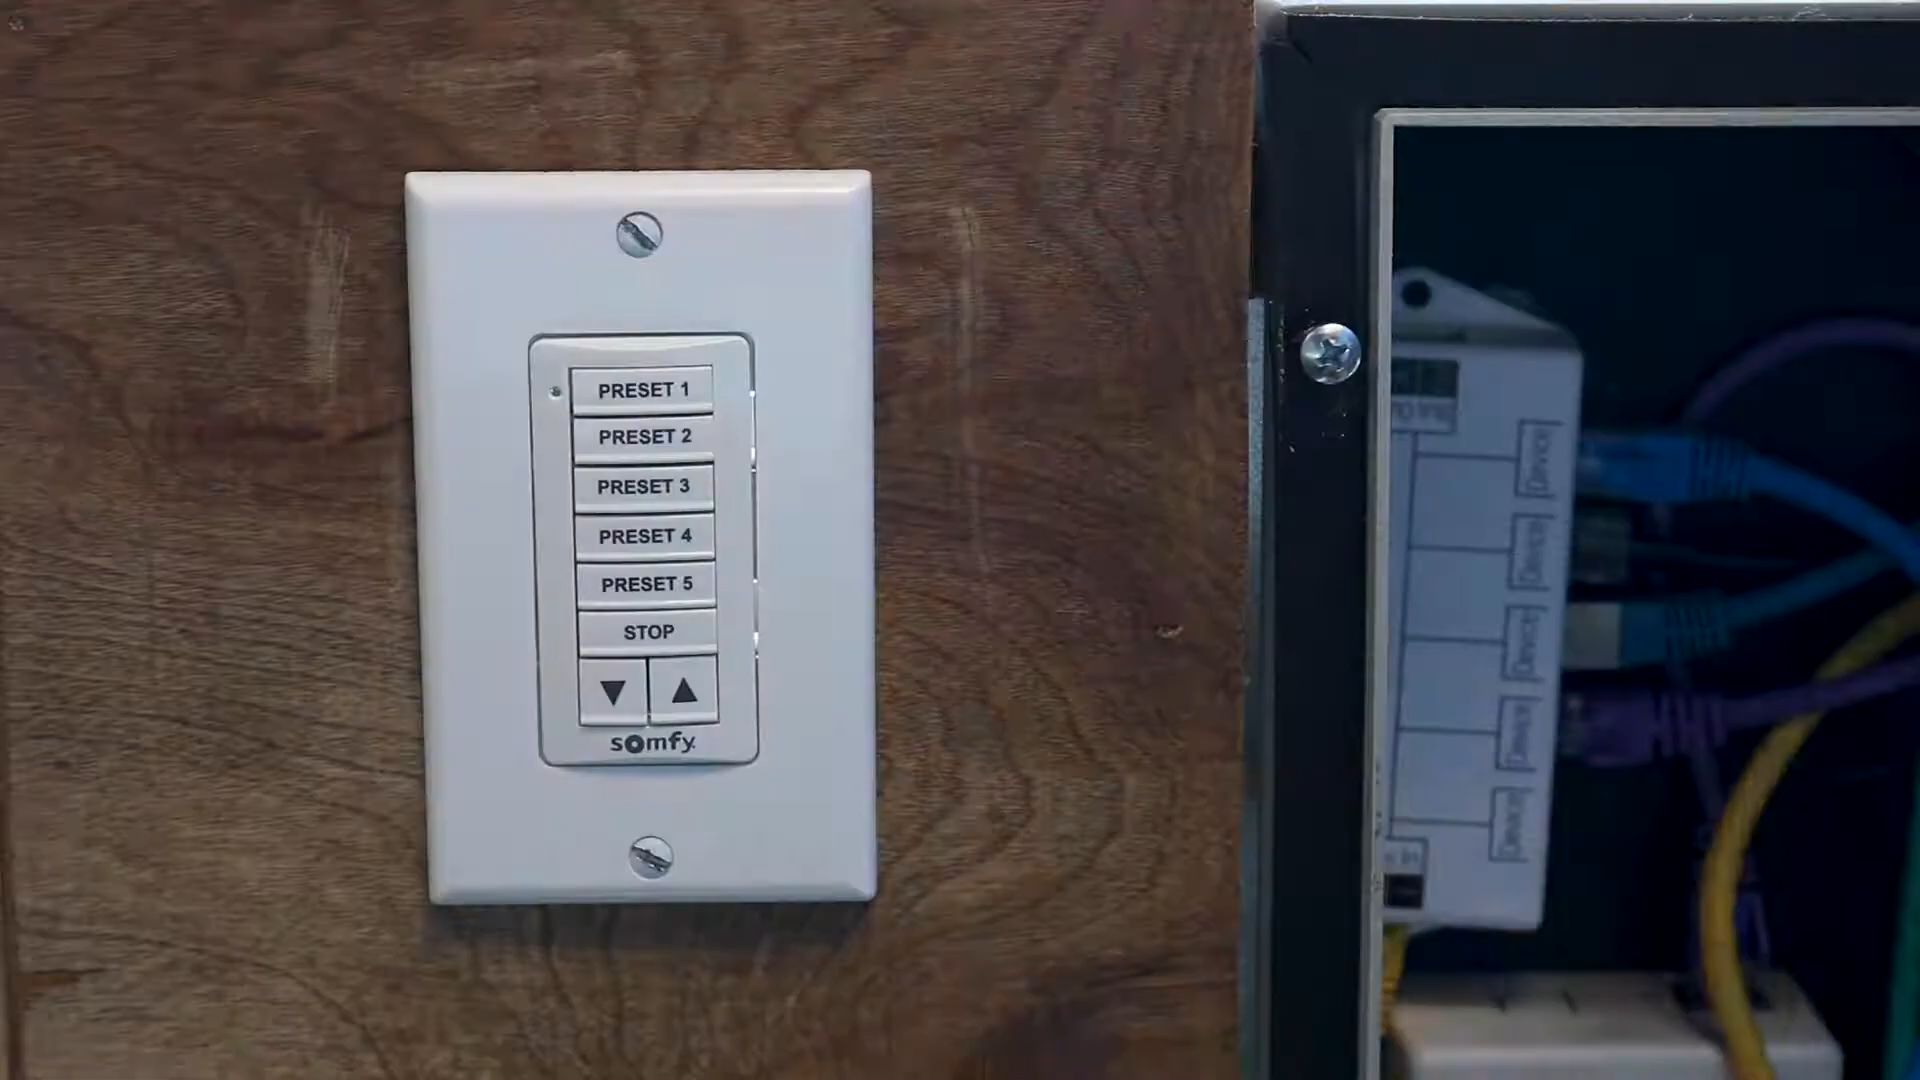 PRESET 1
PRESET 2
PRESET 3
PRESET 4
PRESET 5
STOP
somfy
Device
Device
Device
Device
Device